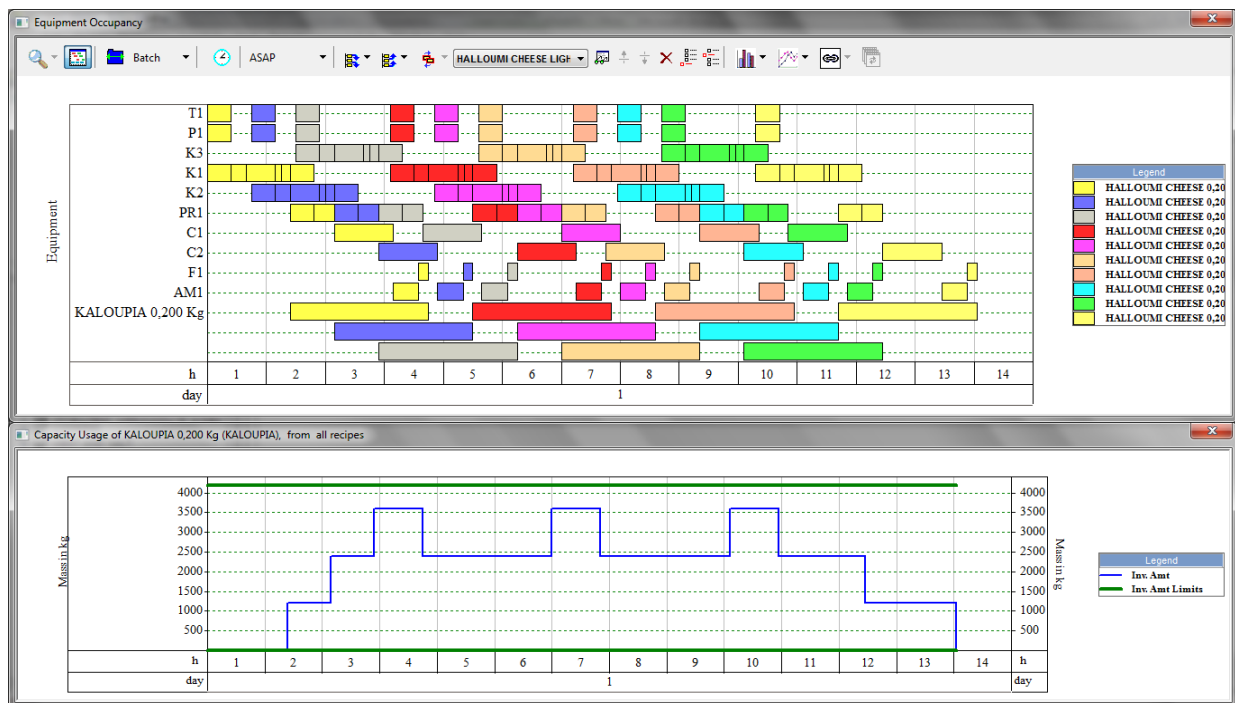 Equipment Occupancy
Batch ASAP HALLOUMI CHEESE LIGH
T1
P1
K3
K1
K2
PR1
C1
C2
F1
AM1
KALOUPIA 0,200 Kg
Equipment
h 1 2 3 4 5 6 7 8 9 10 11 12 13 14
day 1
Legend
HALLOUMI CHEESE 0,20
HALLOUMI CHEESE 0,20
HALLOUMI CHEESE 0,20
HALLOUMI CHEESE 0,20
HALLOUMI CHEESE 0,20
HALLOUMI CHEESE 0,20
HALLOUMI CHEESE 0,20
HALLOUMI CHEESE 0,20
HALLOUMI CHEESE 0,20
HALLOUMI CHEESE 0,20
Capacity Usage of KALOUPIA 0,200 Kg (KALOUPIA), from all recipes
4000 4000
3500 3500
3000 3000
2500 2500
2000 2000
1500 1500
1000 1000
500 500
Mass in kg
Mass in kg
h 1 2 3 4 5 6 7 8 9 10 11 12 13 14 h
day 1 day
Legend
Inv. Amt
Inv. Amt Limits